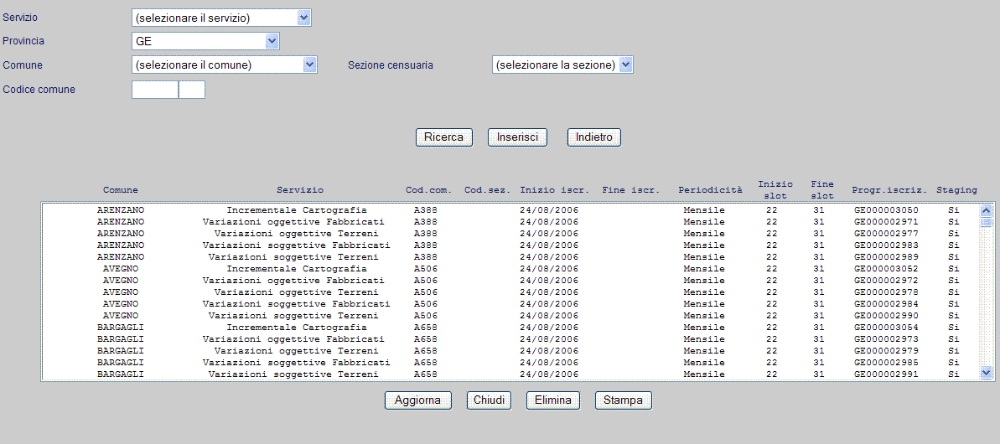 Servizio (selezionare il servizio)
Provincia GE
Comune (selezionare il comune) Sezione censuaria (selezionare la sezione)
Codice comune
Ricerca Inserisci Indietro
Comune Servizio Cod.com. Cod.sez. Inizio iscr. Fine iscr. Periodicità Inizio slot Fine slot Progr.iscriz. Staging
ARENZANO Incrementale Cartografia A388 24/08/2006 Mensile 22 31 GE000003050 Si
ARENZANO Variazioni oggettive Fabbricati A388 24/08/2006 Mensile 22 31 GE000002971 Si
ARENZANO Variazioni oggettive Terreni A388 24/08/2006 Mensile 22 31 GE000002977 Si
ARENZANO Variazioni soggettive Fabbricati A388 24/08/2006 Mensile 22 31 GE000002983 Si
ARENZANO Variazioni soggettive Terreni A388 24/08/2006 Mensile 22 31 GE000002989 Si
AVEGNO Incrementale Cartografia A506 24/08/2006 Mensile 22 31 GE000003052 Si
AVEGNO Variazioni oggettive Fabbricati A506 24/08/2006 Mensile 22 31 GE000002972 Si
AVEGNO Variazioni oggettive Terreni A506 24/08/2006 Mensile 22 31 GE000002978 Si
AVEGNO Variazioni soggettive Fabbricati A506 24/08/2006 Mensile 22 31 GE000002984 Si
AVEGNO Variazioni soggettive Terreni A506 24/08/2006 Mensile 22 31 GE000002990 Si
BARGAGLI Incrementale Cartografia A658 24/08/2006 Mensile 22 31 GE000003054 Si
BARGAGLI Variazioni oggettive Fabbricati A658 24/08/2006 Mensile 22 31 GE000002973 Si
BARGAGLI Variazioni oggettive Terreni A658 24/08/2006 Mensile 22 31 GE000002979 Si
BARGAGLI Variazioni soggettive Fabbricati A658 24/08/2006 Mensile 22 31 GE000002985 Si
BARGAGLI Variazioni soggettive Terreni A658 24/08/2006 Mensile 22 31 GE000002991 Si
Aggiorna Chiudi Elimina Stampa